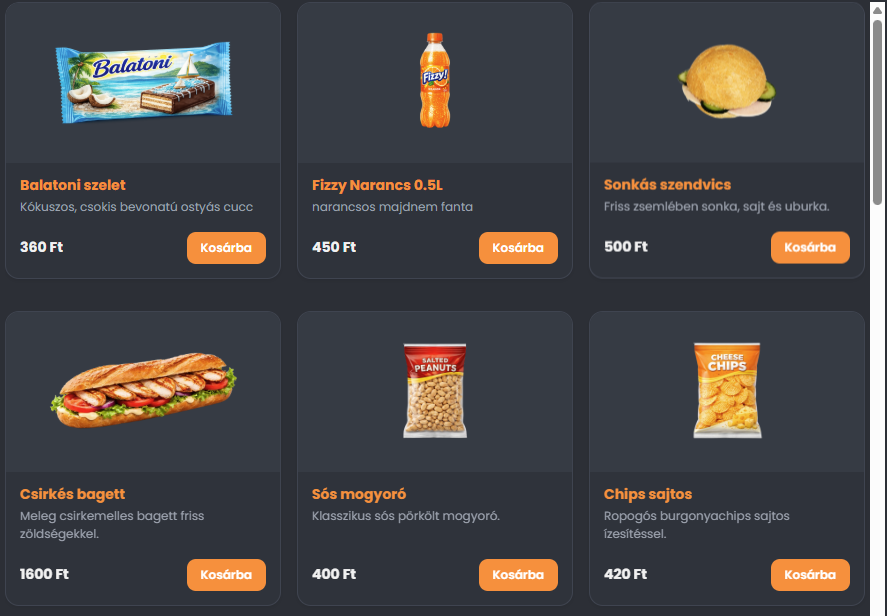 Balatoni
Fizzy!
Balatoni szelet
Kókuszos, csokis bevonatú ostyás cucc
360 Ft
Kosárba
Fizzy Narancs 0.5L
narancsos majdnem fanta
450 Ft
Kosárba
Sonkás szendvics
Friss zsemlében sonka, sajt és uburka.
500 Ft
Kosárba
SALTED
PEANUTS
CHEESE
CHIPS
Csirkés bagett
Meleg csirkemelles bagett friss
zöldségekkel.
1600 Ft
Kosárba
Sós mogyoró
Klasszikus sós pörkölt mogyoró.
400 Ft
Kosárba
Chips sajtos
Ropogós burgonyachips sajtos
ízesítéssel.
420 Ft
Kosárba